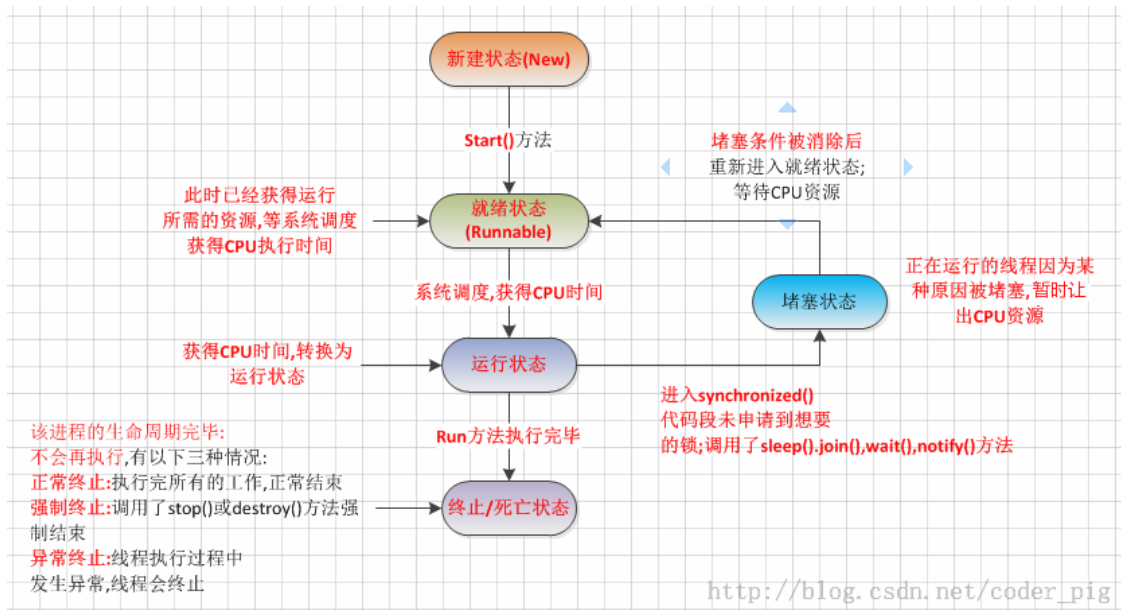 新建状态(New)
Start()方法
堵塞条件被消除后
重新进入就绪状态;
等待CPU资源
此时已经获得运行
所需的资源,等系统调度
获得CPU执行时间
就绪状态
(Runnable)
系统调度,获得CPU时间
正在运行的线程因为某
种原因被堵塞,暂时让
出CPU资源
堵塞状态
获得CPU时间,转换为
运行状态
运行状态
进入synchronized()
代码段未申请到想要
的锁;调用了sleep().join(),wait(),notify()方法
Run方法执行完毕
该进程的生命周期完毕:
不会再执行,有以下三种情况:
正常终止:执行完所有的工作,正常结束
强制终止:调用了stop()或destroy()方法强
制结束
异常终止:线程执行过程中
发生异常,线程会终止
终止/死亡状态
http://blog.csdn.net/coder_pig